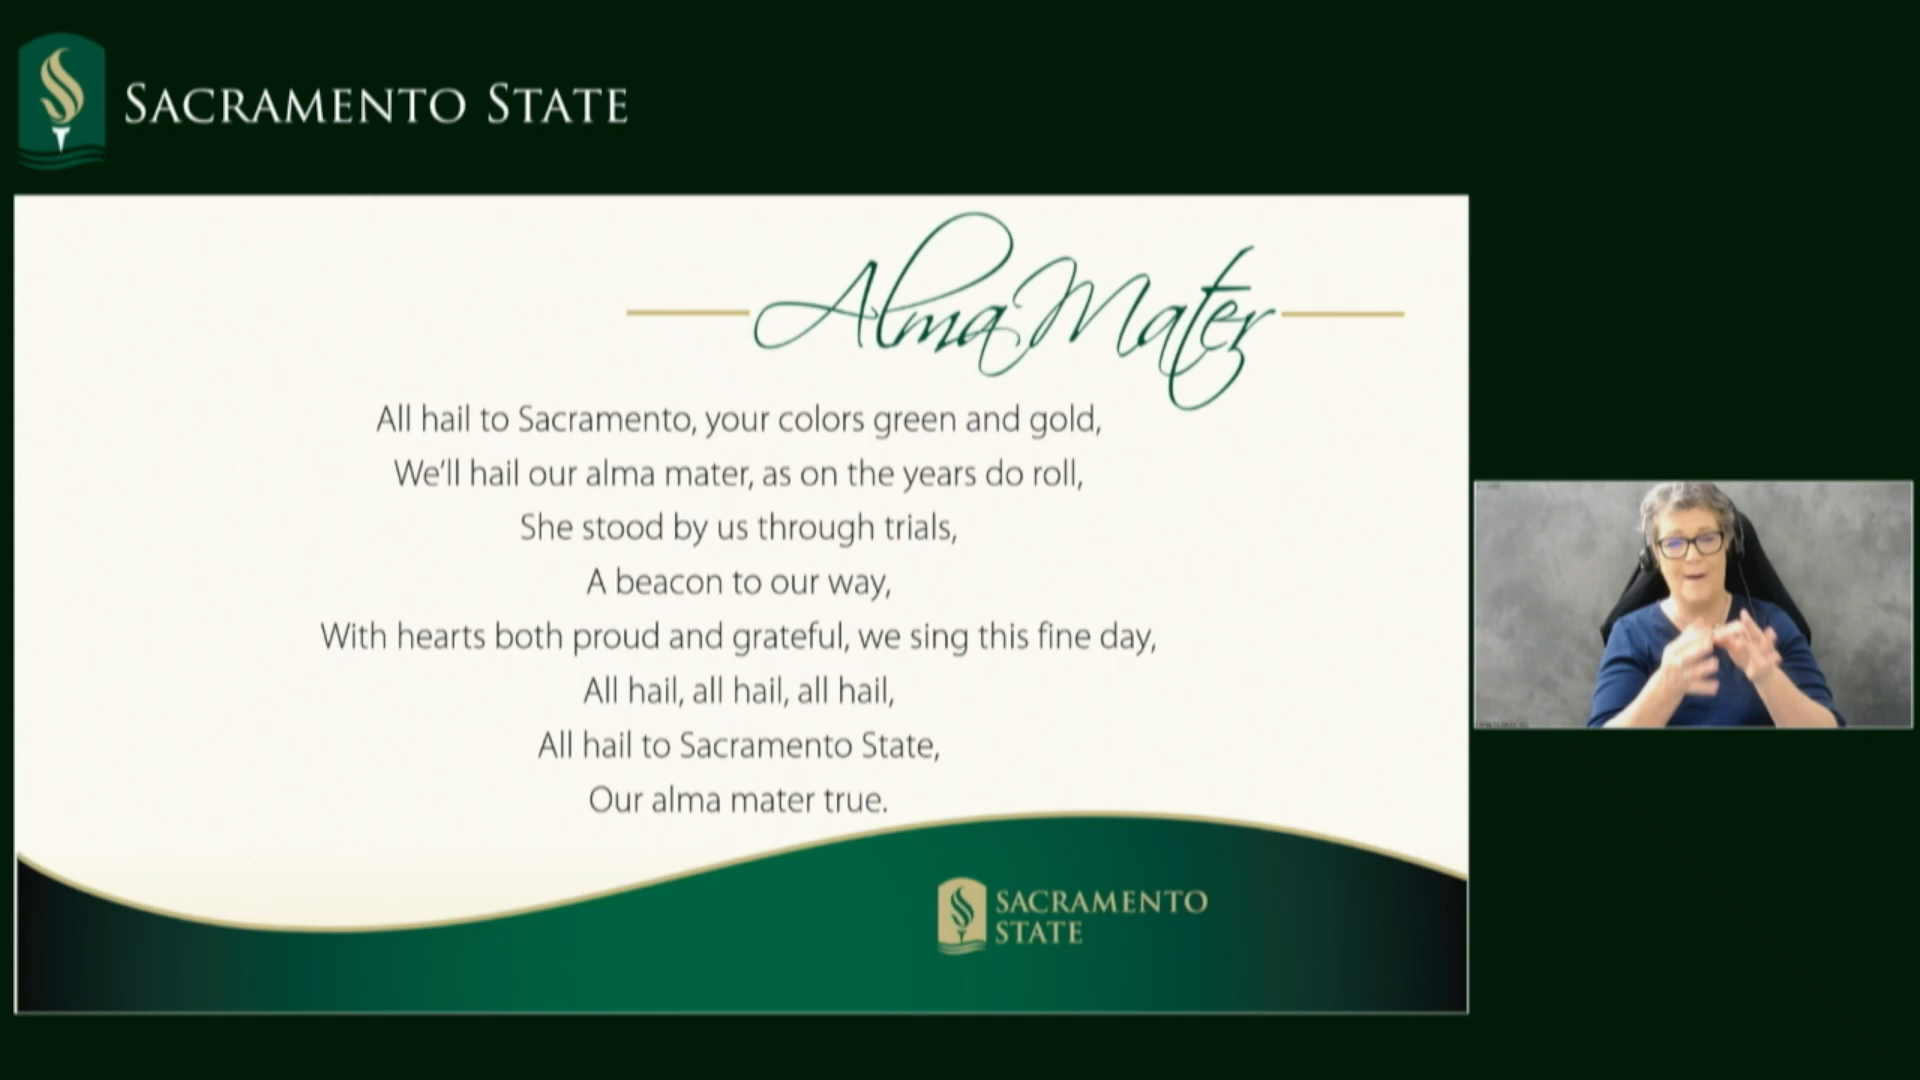 SACRAMENTO STATE
Alma Mater
All hail to Sacramento, your colors green and gold,
We'll hail our alma mater, as on the years do roll,
She stood by us through trials,
A beacon to our way,
With hearts both proud and grateful, we sing this fine day,
All hail, all hail, all hail,
All hail to Sacramento State,
Our alma mater true.
SACRAMENTO
STATE